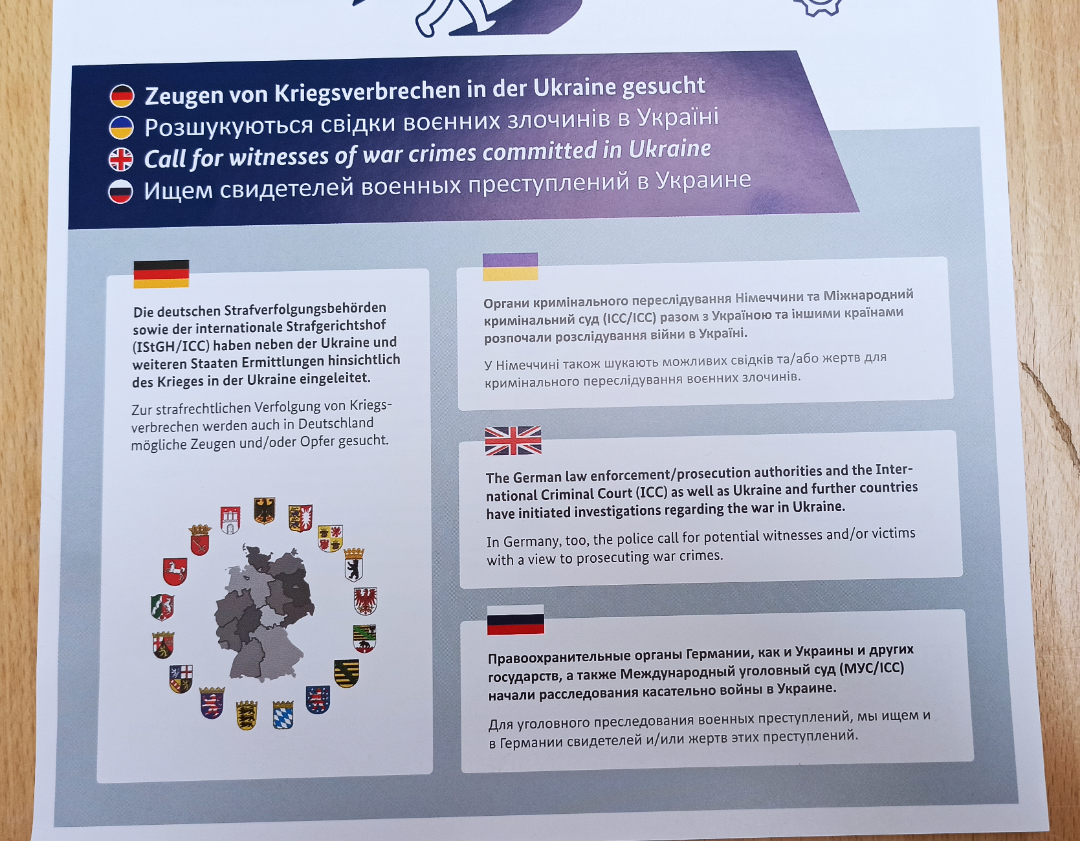 Zeugen von Kriegsverbrechen in der Ukraine gesucht
Розшукуються свідки воєнних злочинів в Україні
Call for witnesses of war crimes committed in Ukraine
Ищем свидетелей военных преступлений в Украине
Die deutschen Strafverfolgungsbehörden
sowie der internationale Strafgerichtshof
(IStGH/ICC) haben neben der Ukraine und
weiteren Staaten Ermittlungen hinsichtlich
des Krieges in der Ukraine eingeleitet.
Zur strafrechtlichen Verfolgung von Kriegs-
verbrechen werden auch in Deutschland
mögliche Zeugen und/oder Opfer gesucht.
Органи кримінального переслідування Німеччини та Міжнародний
кримінальний суд (ICC/ICC) разом з Україною та іншими країнами
розпочали розслідування війни в Україні.
У Німеччині також шукають можливих свідків та/або жертв для
кримінального переслідування воєнних злочинів.
The German law enforcement/prosecution authorities and the Inter-
national Criminal Court (ICC) as well as Ukraine and further countries
have initiated investigations regarding the war in Ukraine.
In Germany, too, the police call for potential witnesses and/or victims
with a view to prosecuting war crimes.
Правоохранительные органы Германии, как и Украины и других
государств, а также Международный уголовный суд (МУС/ICC)
начали расследования касательно войны в Украине.
Для уголовного преследования военных преступлений, мы ищем и
в Германии свидетелей и/или жертв этих преступлений.